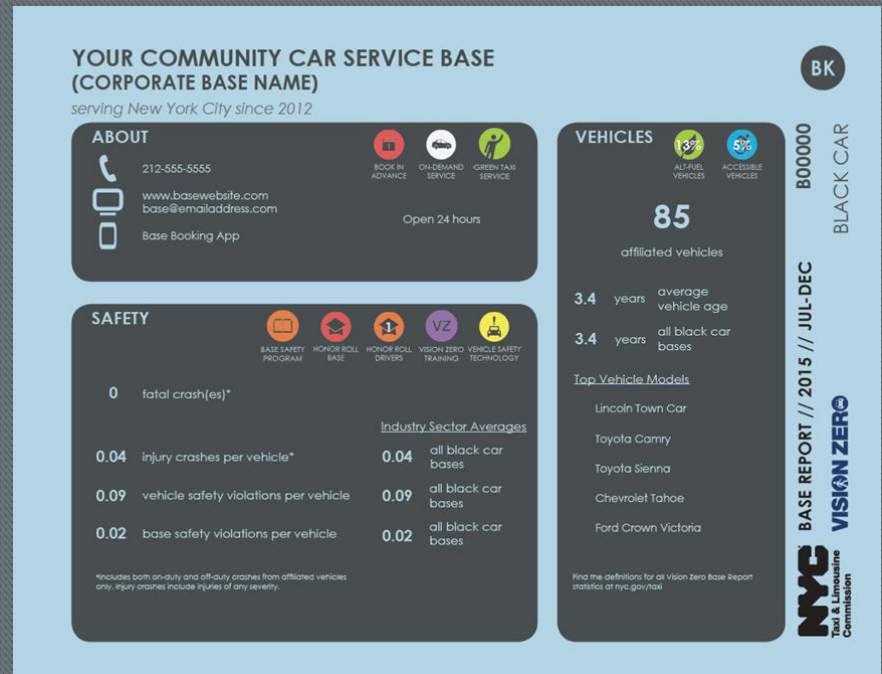 YOUR COMMUNITY CAR SERVICE BASE
(CORPORATE BASE NAME)
serving New York City since 2012
BK
ABOUT
212-555-5555
www.basewebsite.com
base@emailaddress.com
Base Booking App
BOOK IN
ADVANCE
ON-DEMAND
SERVICE
GREEN TAXI
SERVICE
Open 24 hours
SAFETY
BASE SAFETY
PROGRAM
HONOR ROLL
BASE
1
HONOR ROLL
DRIVERS
VZ
VISION ZERO
TRAINING
VEHICLE SAFETY
TECHNOLOGY
0 fatal crash(es)*
Industry Sector Averages
0.04 injury crashes per vehicle*
0.04 all black car
bases
0.09 vehicle safety violations per vehicle
0.09 all black car
bases
0.02 base safety violations per vehicle
0.02 all black car
bases
*Includes both on-duty and off-duty crashes from affiliated vehicles
only. Injury crashes include injuries of any severity.
VEHICLES
13%
ALT-FUEL
VEHICLES
5%
ACCESSIBLE
VEHICLES
85
affiliated vehicles
3.4 years average
vehicle age
3.4 years all black car
bases
Top Vehicle Models
Lincoln Town Car
Toyota Camry
Toyota Sienna
Chevrolet Tahoe
Ford Crown Victoria
Find the definitions for all Vision Zero Base Report
statistics at nyc.gov/taxi
BASE REPORT // 2015 // JUL-DEC
B00000
BLACK CAR
VISION ZERO
NYC
Taxi & Limousine
Commission